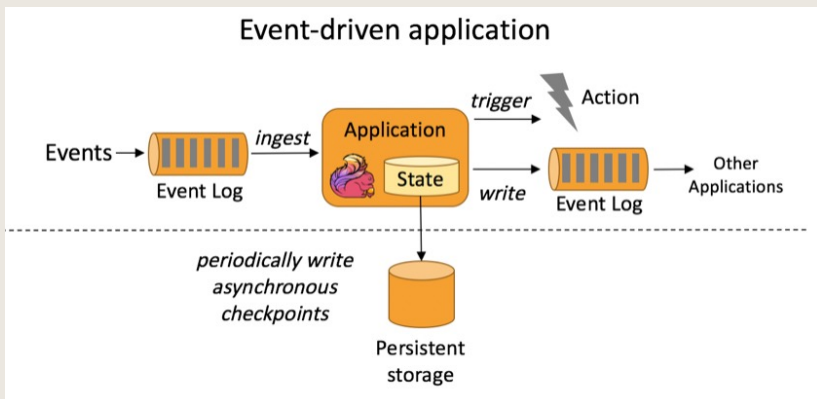 Event-driven application
Events
Event Log
ingest
Application
State
trigger
Action
write
Event Log
Other
Applications
periodically write
asynchronous
checkpoints
Persistent
storage